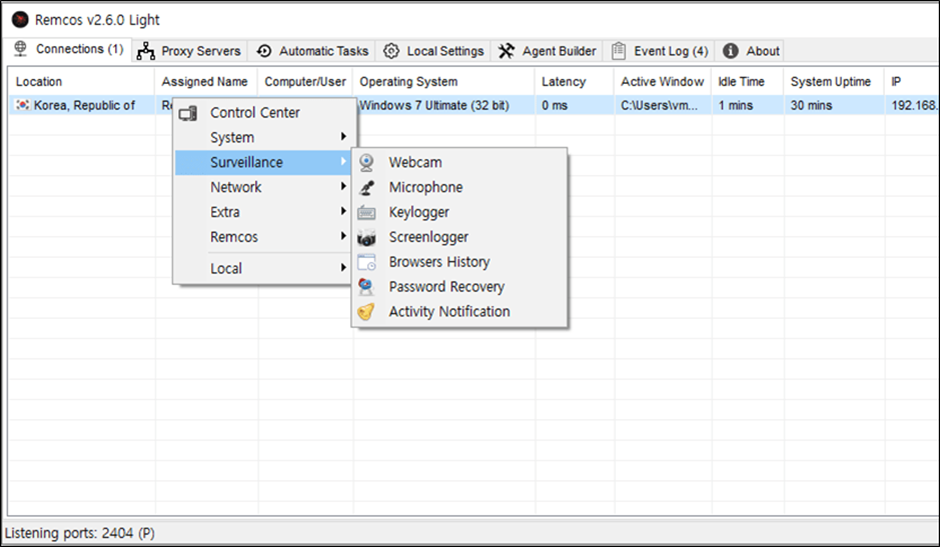 Remcos v2.6.0 Light
Connections (1) Proxy Servers Automatic Tasks Local Settings Agent Builder Event Log (4) About
Location Assigned Name Computer/User Operating System Latency Active Window Idle Time System Uptime IP
Korea, Republic of Windows 7 Ultimate (32 bit) 0 ms C:\Users\vm... 1 mins 30 mins 192.168.
Control Center
System
Surveillance
Network
Extra
Remcos
Local
Webcam
Microphone
Keylogger
Screenlogger
Browsers History
Password Recovery
Activity Notification
Listening ports: 2404 (P)